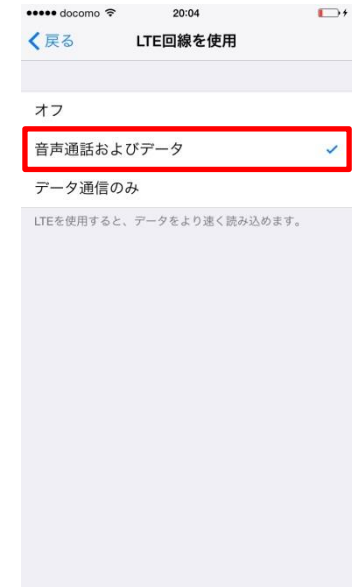 docomo 20:04
戻る LTE回線を使用
オフ
音声通話およびデータ
データ通信のみ
LTEを使用すると、データをより速く読み込めます。